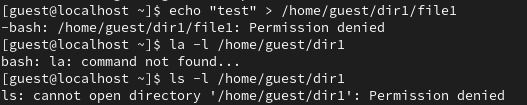 [guest@localhost ~]$ echo "test" > /home/guest/dir1/file1
-bash: /home/guest/dir1/file1: Permission denied
[guest@localhost ~]$ la -l /home/guest/dir1
bash: la: command not found...
[guest@localhost ~]$ ls -l /home/guest/dir1
ls: cannot open directory '/home/guest/dir1': Permission denied